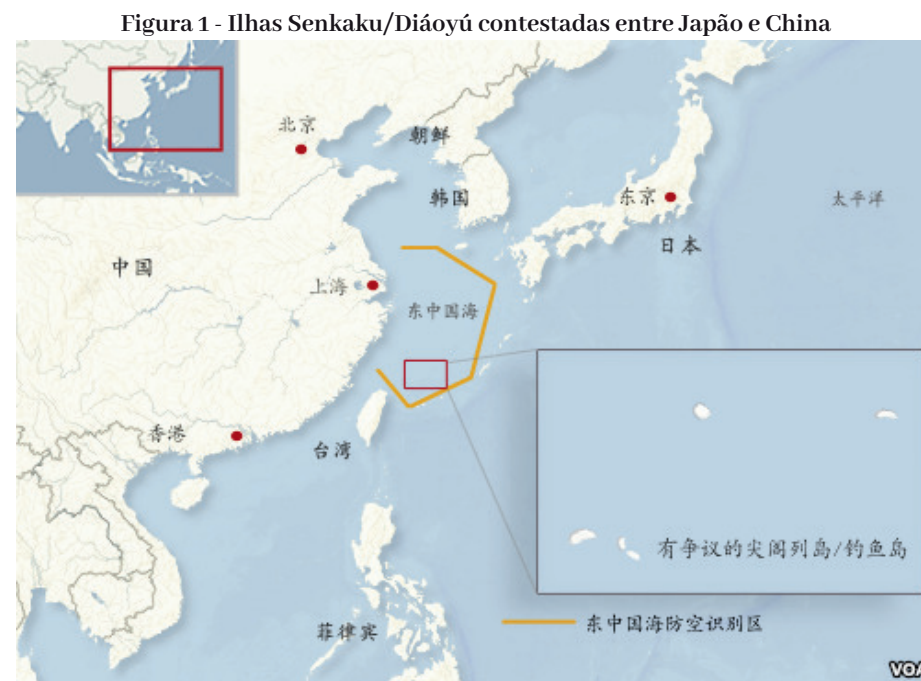 Figura 1 - Ilhas Senkaku/Diáoyú contestadas entre Japão e China
北京
朝鲜
韩国
东京
太平洋
日本
中国
上海
东中国海
香港
台湾
有争议的尖阁列岛/钓鱼岛
菲律宾
东中国海防空识别区
VOA